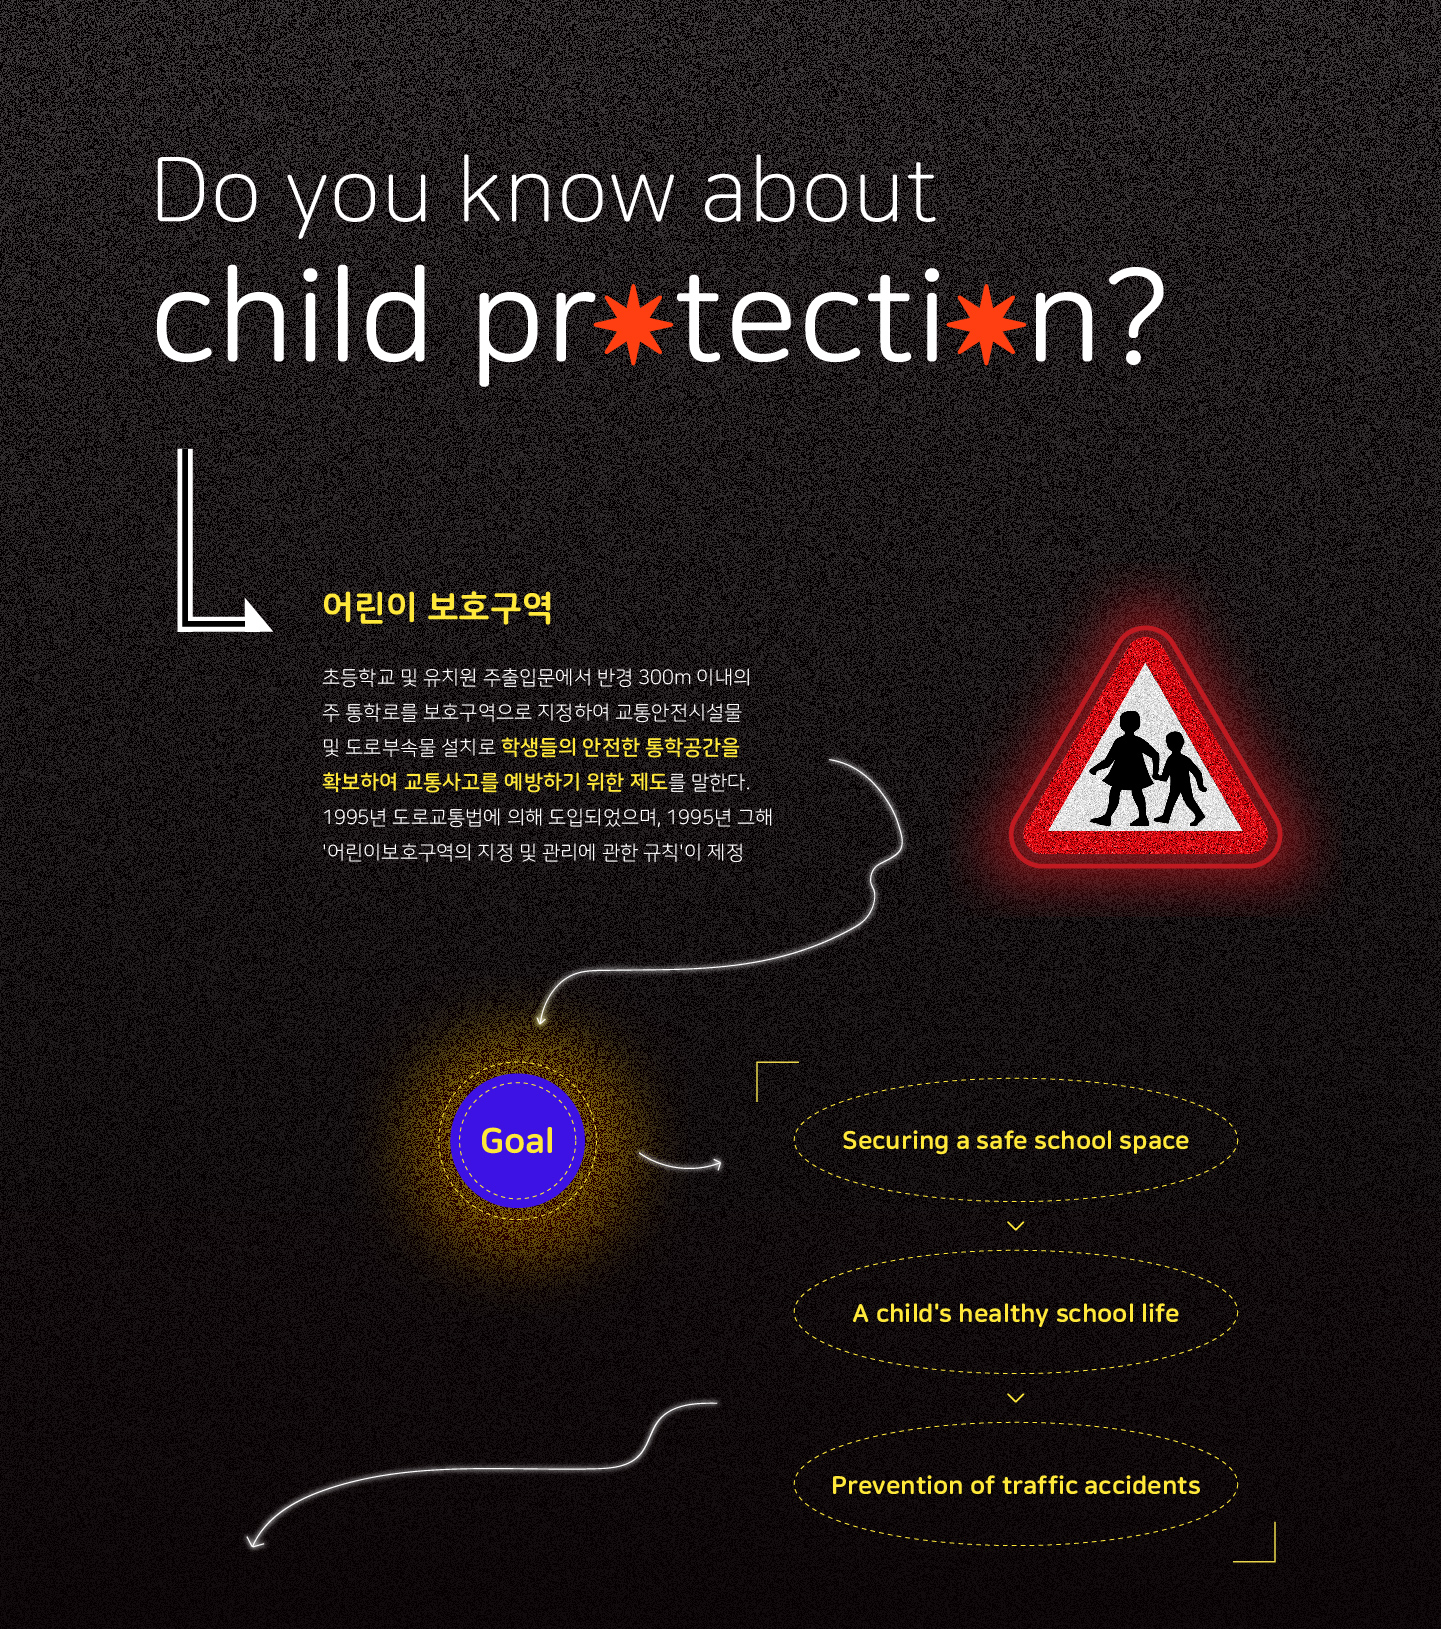 Do you know about
child protection?
어린이 보호구역
초등학교 및 유치원 주출입문에서 반경 300m 이내의
주 통학로를 보호구역으로 지정하여 교통안전시설물
및 도로부속물 설치로 학생들의 안전한 통학공간을
확보하여 교통사고를 예방하기 위한 제도를 말한다.
1995년 도로교통법에 의해 도입되었으며, 1995년 그해
'어린이보호구역의 지정 및 관리에 관한 규칙'이 제정
Goal
Securing a safe school space
A child's healthy school life
Prevention of traffic accidents